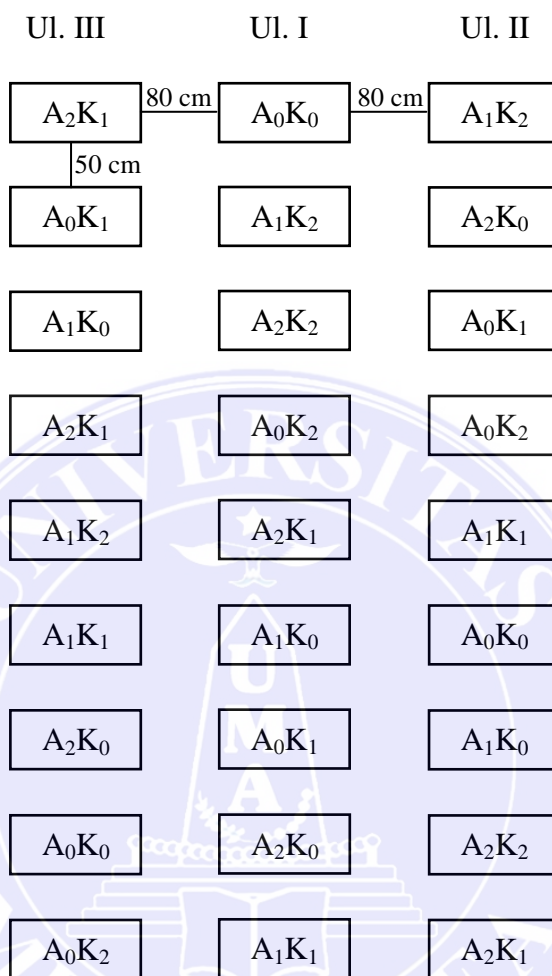 Ul. III Ul. I Ul. II
A₂K₁ 80 cm A₀K₀ 80 cm A₁K₂
50 cm
A₀K₁ A₁K₂ A₂K₀
A₁K₀ A₂K₂ A₀K₁
A₂K₁ A₀K₂ A₀K₂
A₁K₂ A₂K₁ A₁K₁
A₁K₁ A₁K₀ A₀K₀
A₂K₀ A₀K₁ A₁K₀
A₀K₀ A₂K₀ A₂K₂
A₀K₂ A₁K₁ A₂K₁
UNIVERSITAS
UMA